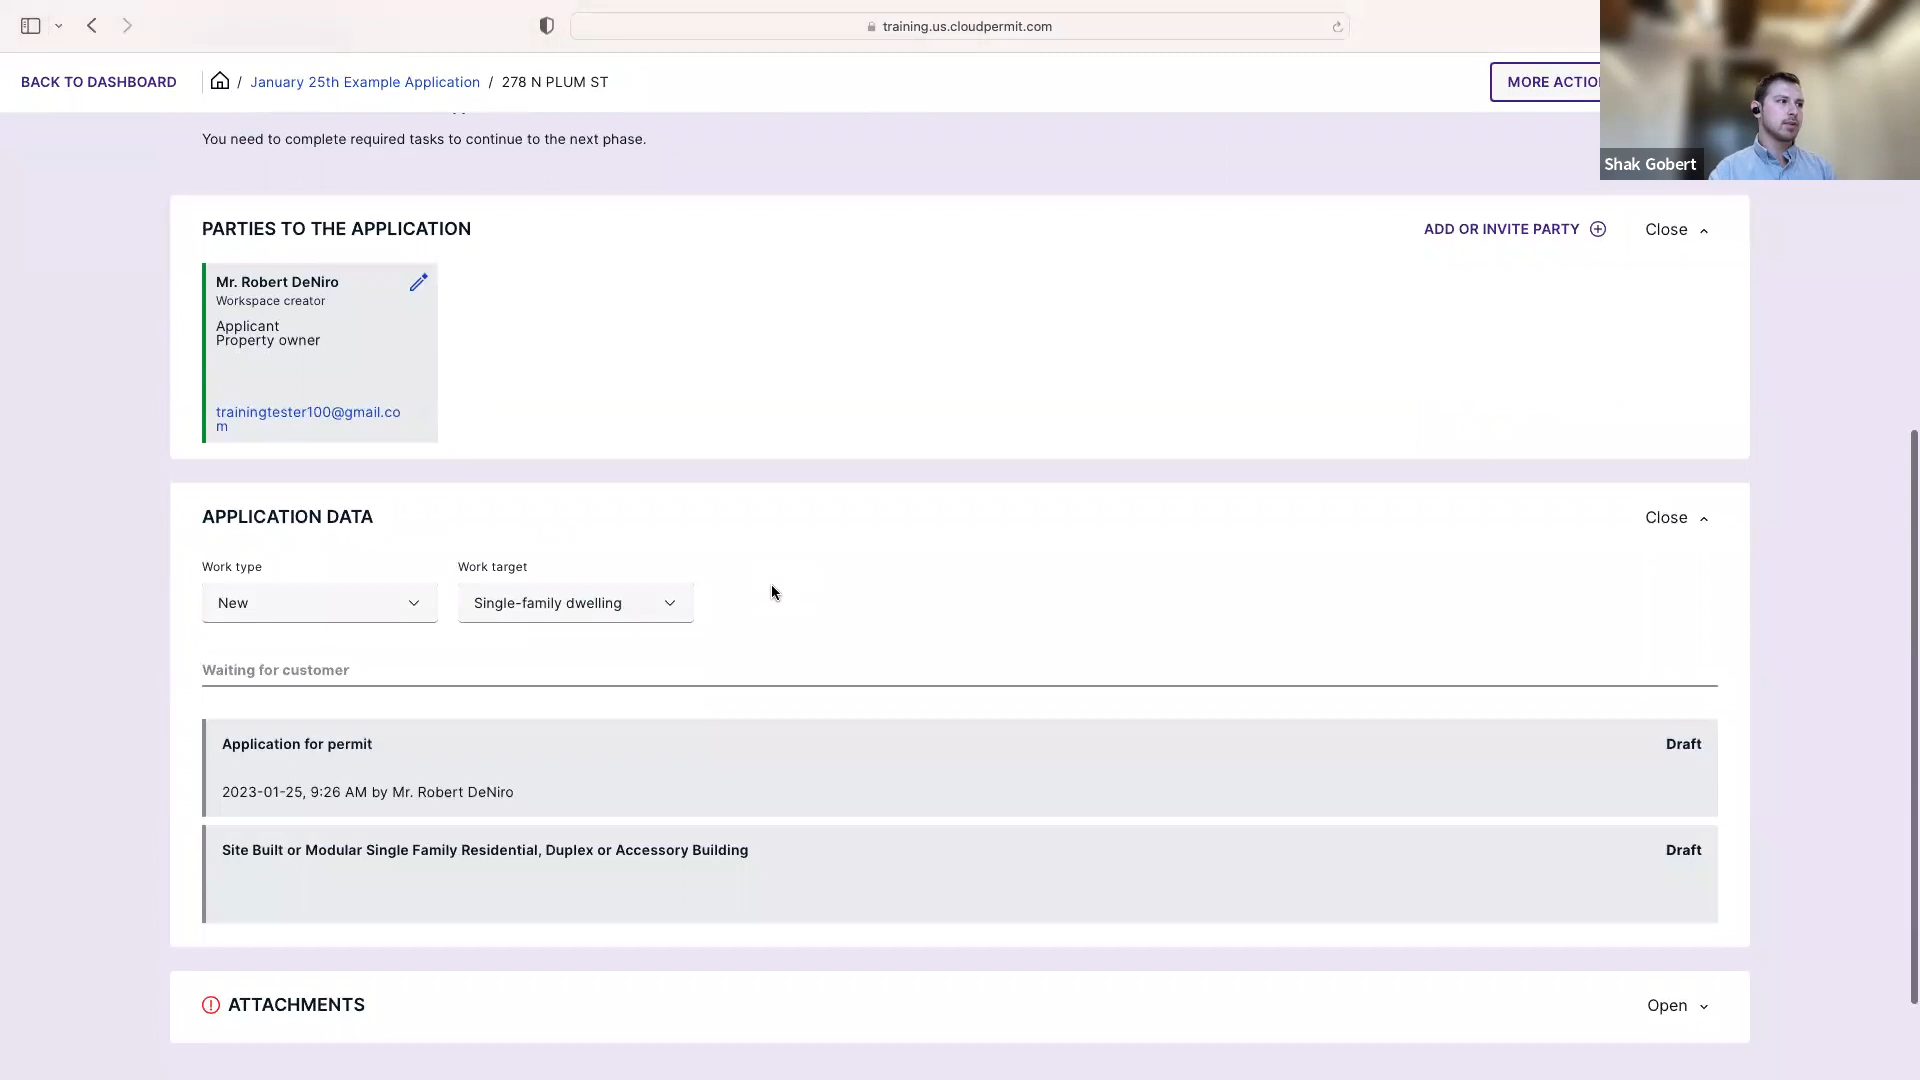 training.us.cloudpermit.com
BACK TO DASHBOARD / January 25th Example Application / 278 N PLUM ST
Shak Gobert
You need to complete required tasks to continue to the next phase.
PARTIES TO THE APPLICATION
ADD OR INVITE PARTY
Close
Mr. Robert DeNiro
Workspace creator
Applicant
Property owner
trainingtester100@gmail.co
m
APPLICATION DATA
Close
Work type
Work target
New
Single-family dwelling
Waiting for customer
Application for permit
Draft
2023-01-25, 9:26 AM by Mr. Robert DeNiro
Site Built or Modular Single Family Residential, Duplex or Accessory Building
Draft
ATTACHMENTS
Open